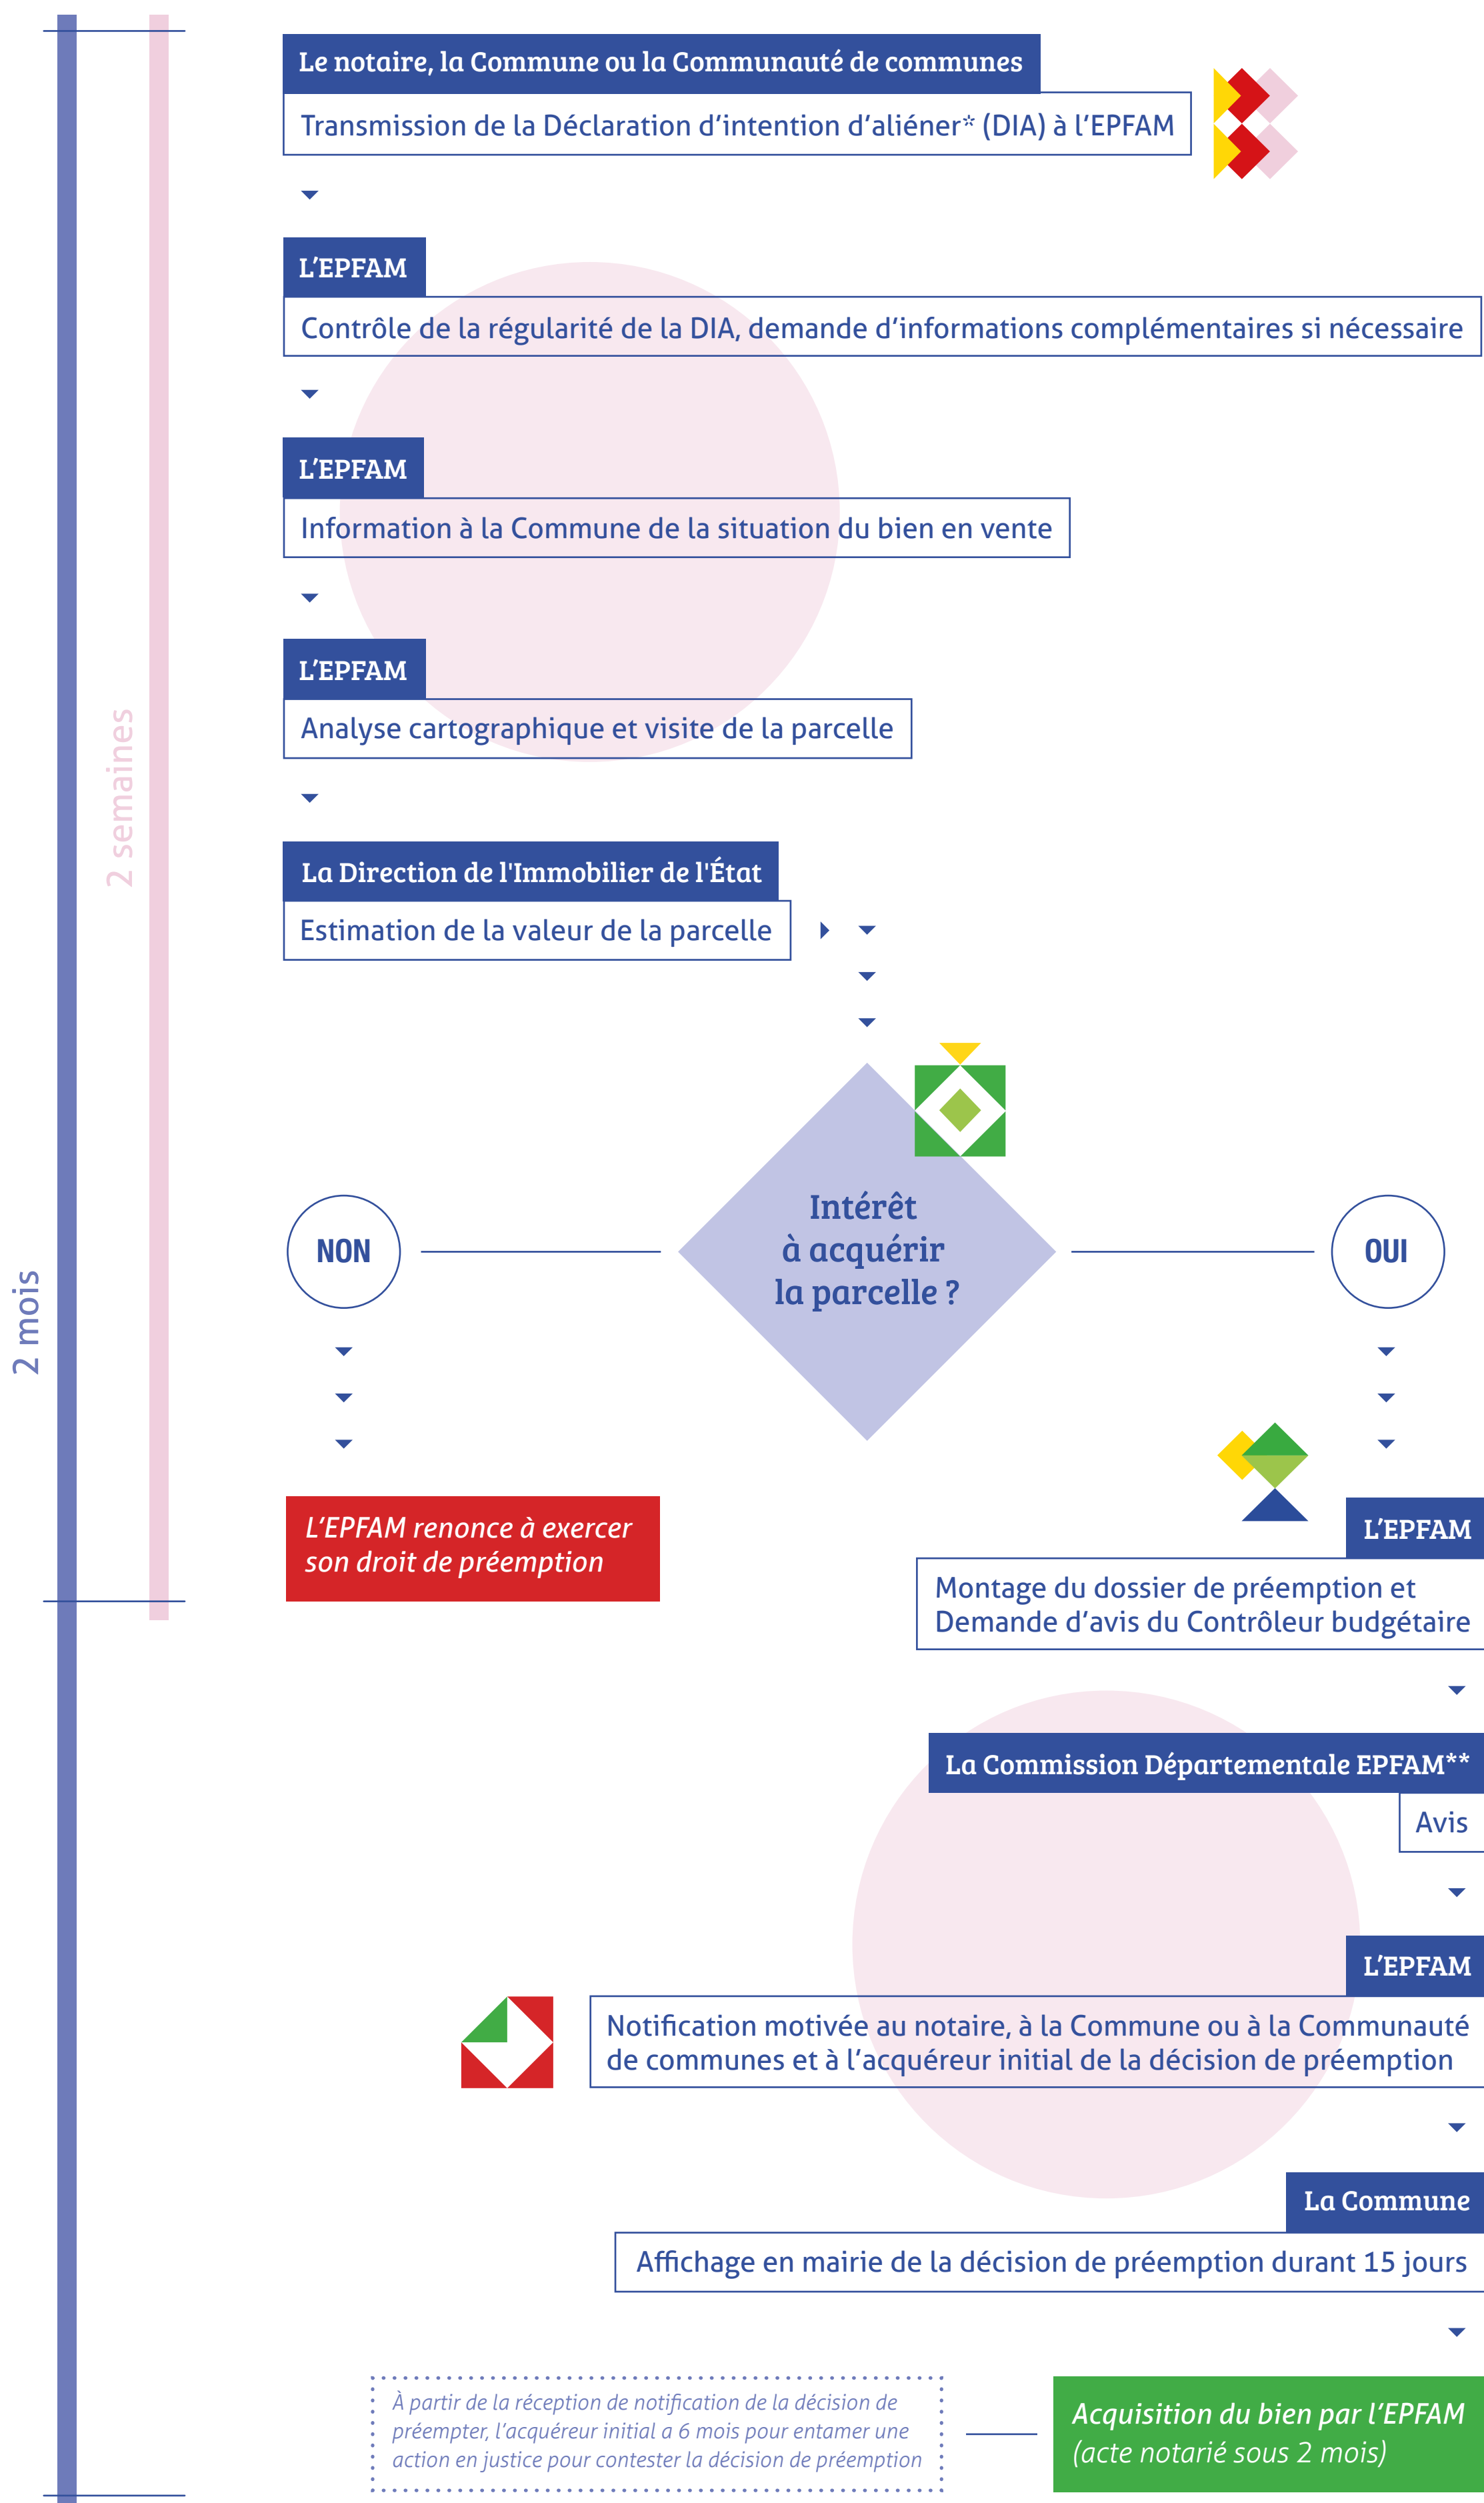 Le notaire, la Commune ou la Communauté de communes
Transmission de la Déclaration d’intention d’aliéner* (DIA) à l’EPFAM
L’EPFAM
Contrôle de la régularité de la DIA, demande d’informations complémentaires si nécessaire
L’EPFAM
Information à la Commune de la situation du bien en vente
L’EPFAM
Analyse cartographique et visite de la parcelle
2 semaines
La Direction de l'Immobilier de l'État
Estimation de la valeur de la parcelle
Intérêt
à acquérir
la parcelle ?
NON
OUI
2 mois
L’EPFAM renonce à exercer
son droit de préemption
L’EPFAM
Montage du dossier de préemption et
Demande d’avis du Contrôleur budgétaire
La Commission Départementale EPFAM**
Avis
L’EPFAM
Notification motivée au notaire, à la Commune ou à la Communauté
de communes et à l’acquéreur initial de la décision de préemption
La Commune
Affichage en mairie de la décision de préemption durant 15 jours
À partir de la réception de notification de la décision de
préempter, l’acquéreur initial a 6 mois pour entamer une
action en justice pour contester la décision de préemption
Acquisition du bien par l’EPFAM
(acte notarié sous 2 mois)